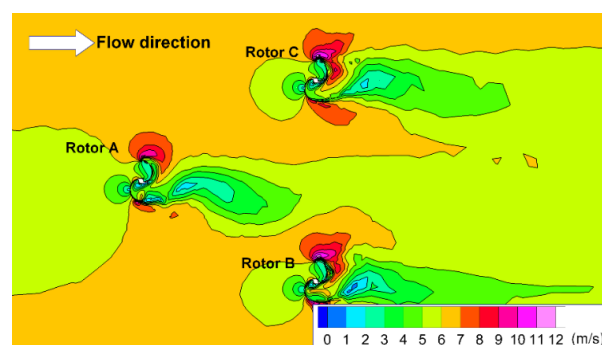 Flow direction
Rotor C
Rotor A
Rotor B
0 1 2 3 4 5 6 7 8 9 10 11 12 (m/s)